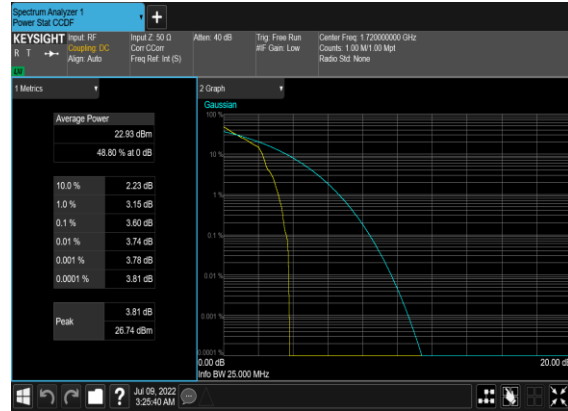 Spectrum Analyzer 1
Power Stat CCDF
KEYSIGHT
R T
LXI
Input: RF
Coupling: DC
Align: Auto
Input Z: 50 Ω
Corr CCorr
Freq Ref: Int (S)
Atten: 40 dB
Trig: Free Run
#IF Gain: Low
Center Freq: 1.720000000 GHz
Counts: 1.00 M/1.00 Mpt
Radio Std: None
1 Metrics
Average Power
22.93 dBm
48.80 % at 0 dB
10.0 % 2.23 dB
1.0 % 3.15 dB
0.1 % 3.60 dB
0.01 % 3.74 dB
0.001 % 3.78 dB
0.0001 % 3.81 dB
Peak
3.81 dB
26.74 dBm
2 Graph
Gaussian
100 %
10 %
1 %
0.1 %
0.01 %
0.001 %
0.0001 %
0.00 dB 20.00 dB
Info BW 25.000 MHz
Jul 09, 2022
3:25:40 AM